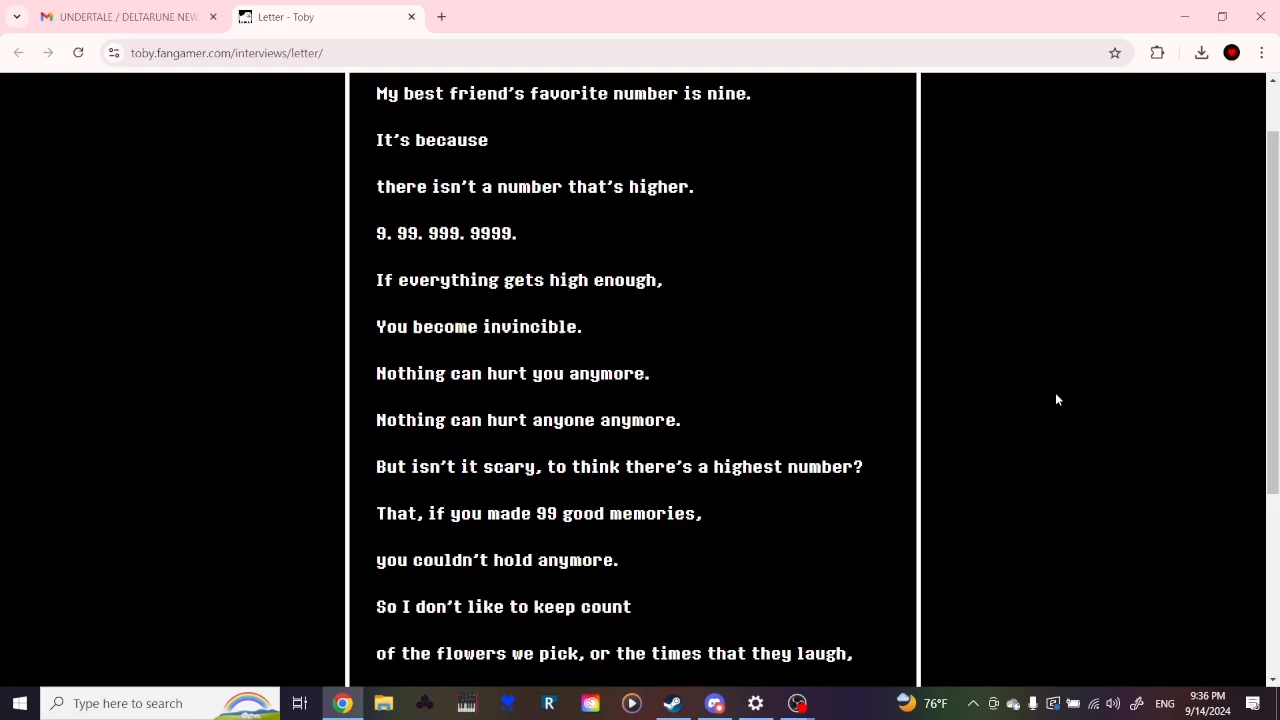 UNDERTALE / DELTARUNE NEW
Letter - Toby
toby.fangamer.com/interviews/letter/
My best friend's favorite number is nine.
It's because
there isn't a number that's higher.
9. 99. 999. 9999.
If everything gets high enough,
You become invincible.
Nothing can hurt you anymore.
Nothing can hurt anyone anymore.
But isn't it scary, to think there's a highest number?
That, if you made 99 good memories,
you couldn't hold anymore.
So I don't like to keep count
of the flowers we pick, or the times that they laugh,
Type here to search
76°F
ENG
9:36 PM
9/14/2024